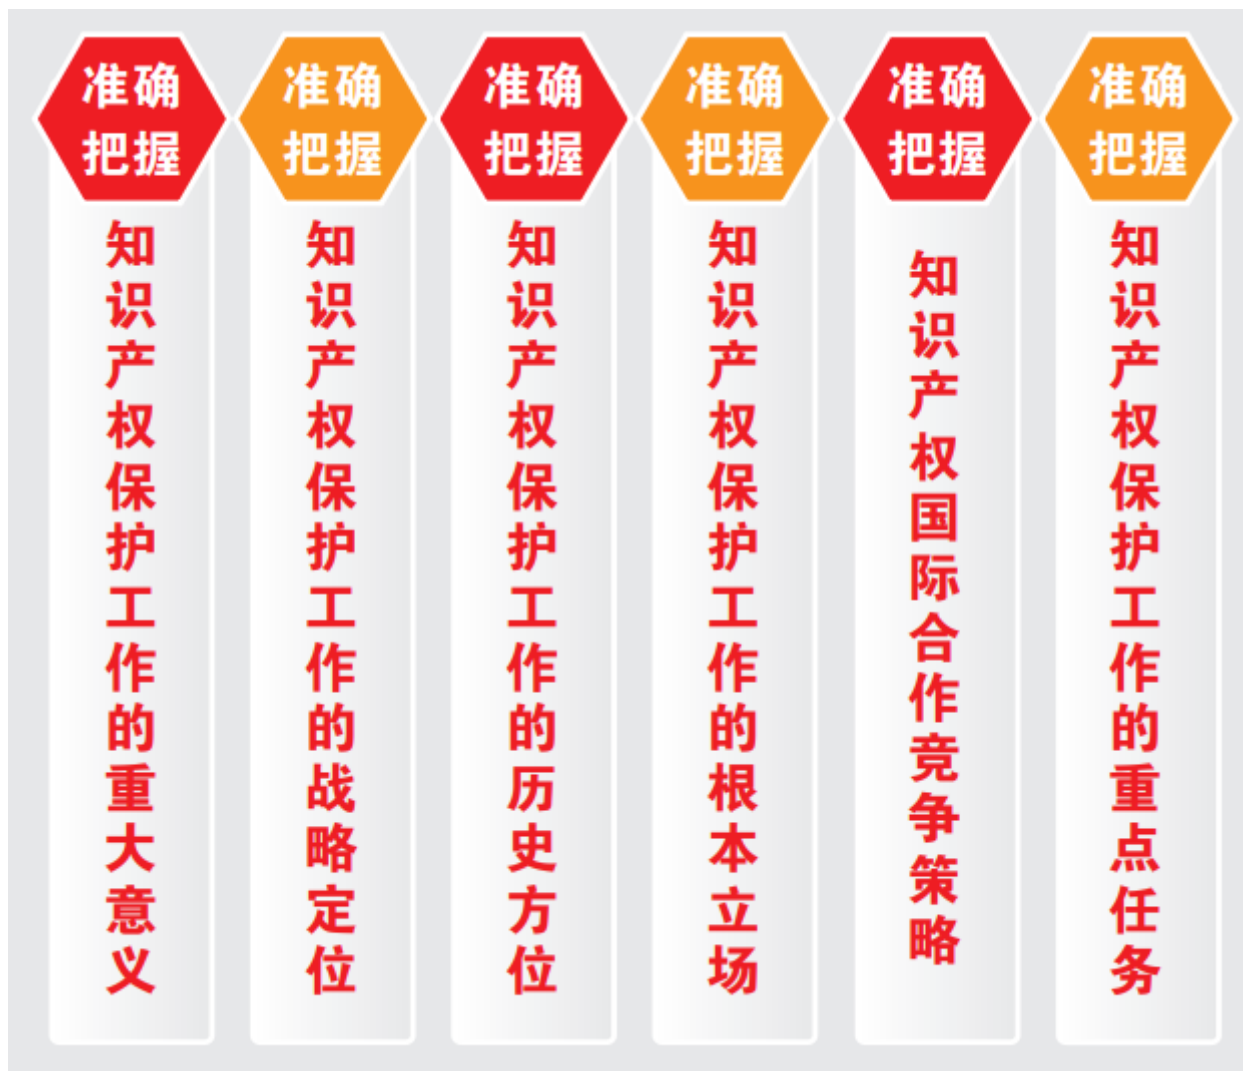 准确
把握
知识产权保护工作的重大意义
准确
把握
知识产权保护工作的战略定位
准确
把握
知识产权保护工作的历史方位
准确
把握
知识产权保护工作的根本立场
准确
把握
知识产权国际合作竞争策略
准确
把握
知识产权保护工作的重点任务